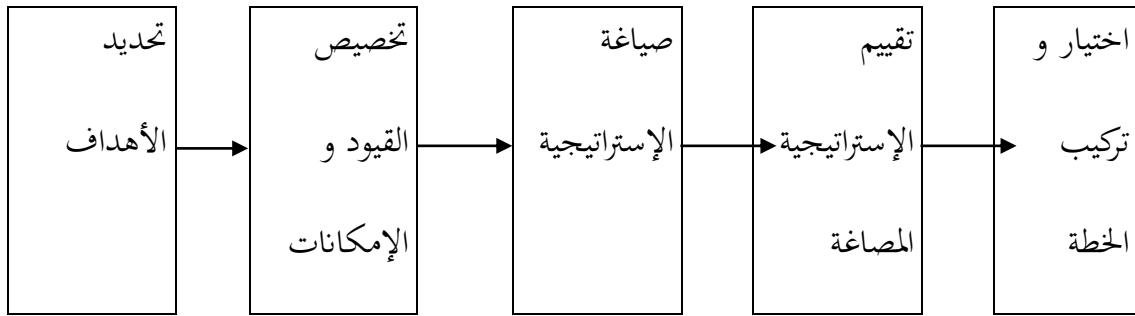 تحديد
الأهداف
تخصيص
القيود و
الإمكانات
صياغة
الإستراتيجية
تقييم
الإستراتيجية
المصاغة
اختيار و
تركيب
الخطة